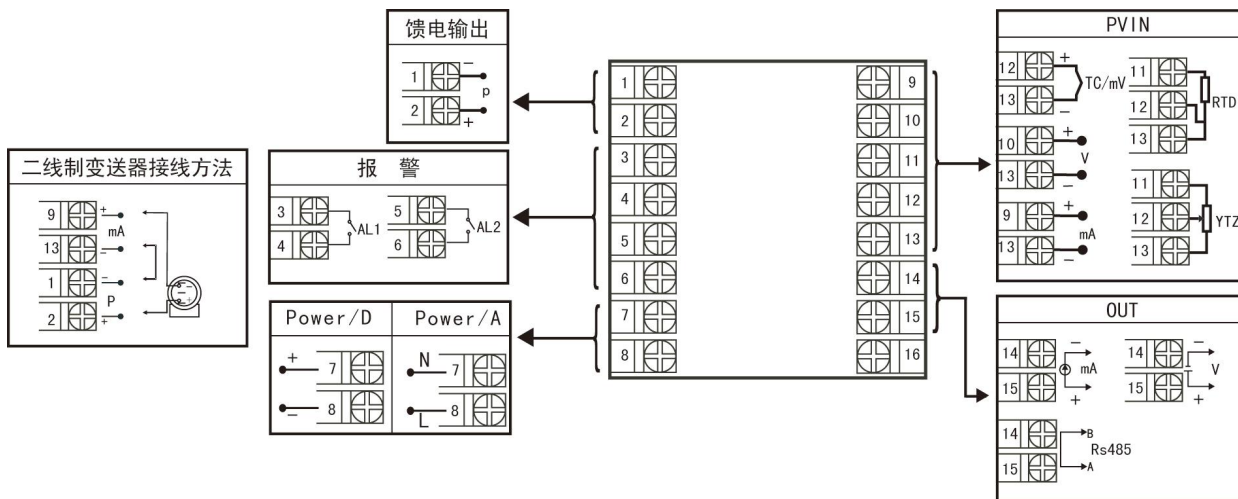 二线制变送器接线方法
9 + mA
13 −
1 − P
2 +
馈电输出
1 − p
2 +
报 警
3 AL1
4
5 AL2
6
Power/D Power/A
+ 7 N 7
− 8 L 8
1 9
2 10
3 11
4 12
5 13
6 14
7 15
8 16
PVIN
12 + TC/mV
13 −
11 RTD
12
13
10 + V
13 −
9 + mA
13 −
11
12 YTZ
13
OUT
14 − mA
15 +
14 − V
15 +
14 B Rs485
15 A